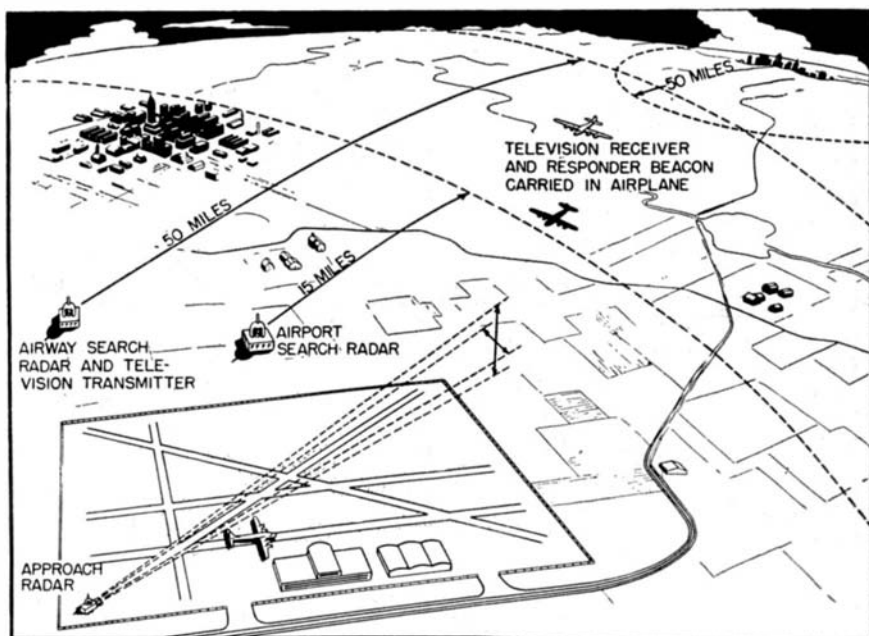 50 MILES
TELEVISION RECEIVER
AND RESPONDER BEACON
CARRIED IN AIRPLANE
50 MILES
15 MILES
AIRWAY SEARCH
RADAR AND TELE-
VISION TRANSMITTER
AIRPORT
SEARCH RADAR
APPROACH
RADAR